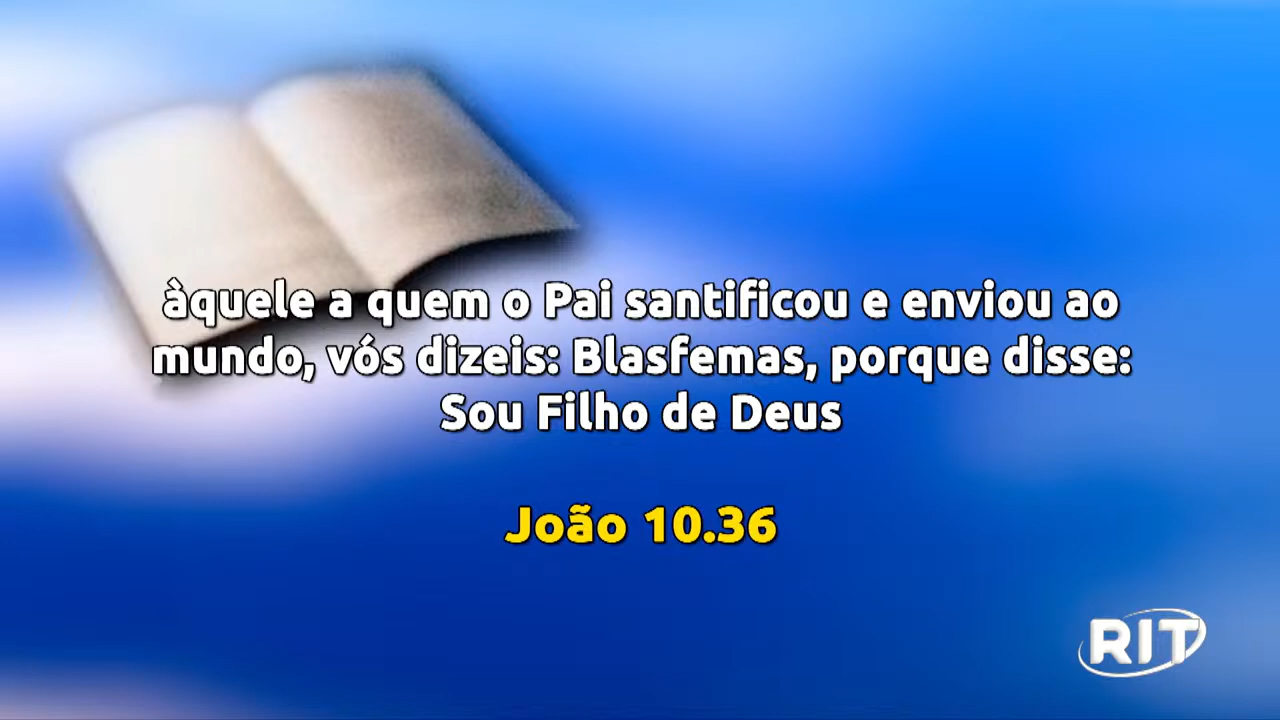 àquele a quem o Pai santificou e enviou ao
mundo, vós dizeis: Blasfemas, porque disse:
Sou Filho de Deus
João 10.36
RIT